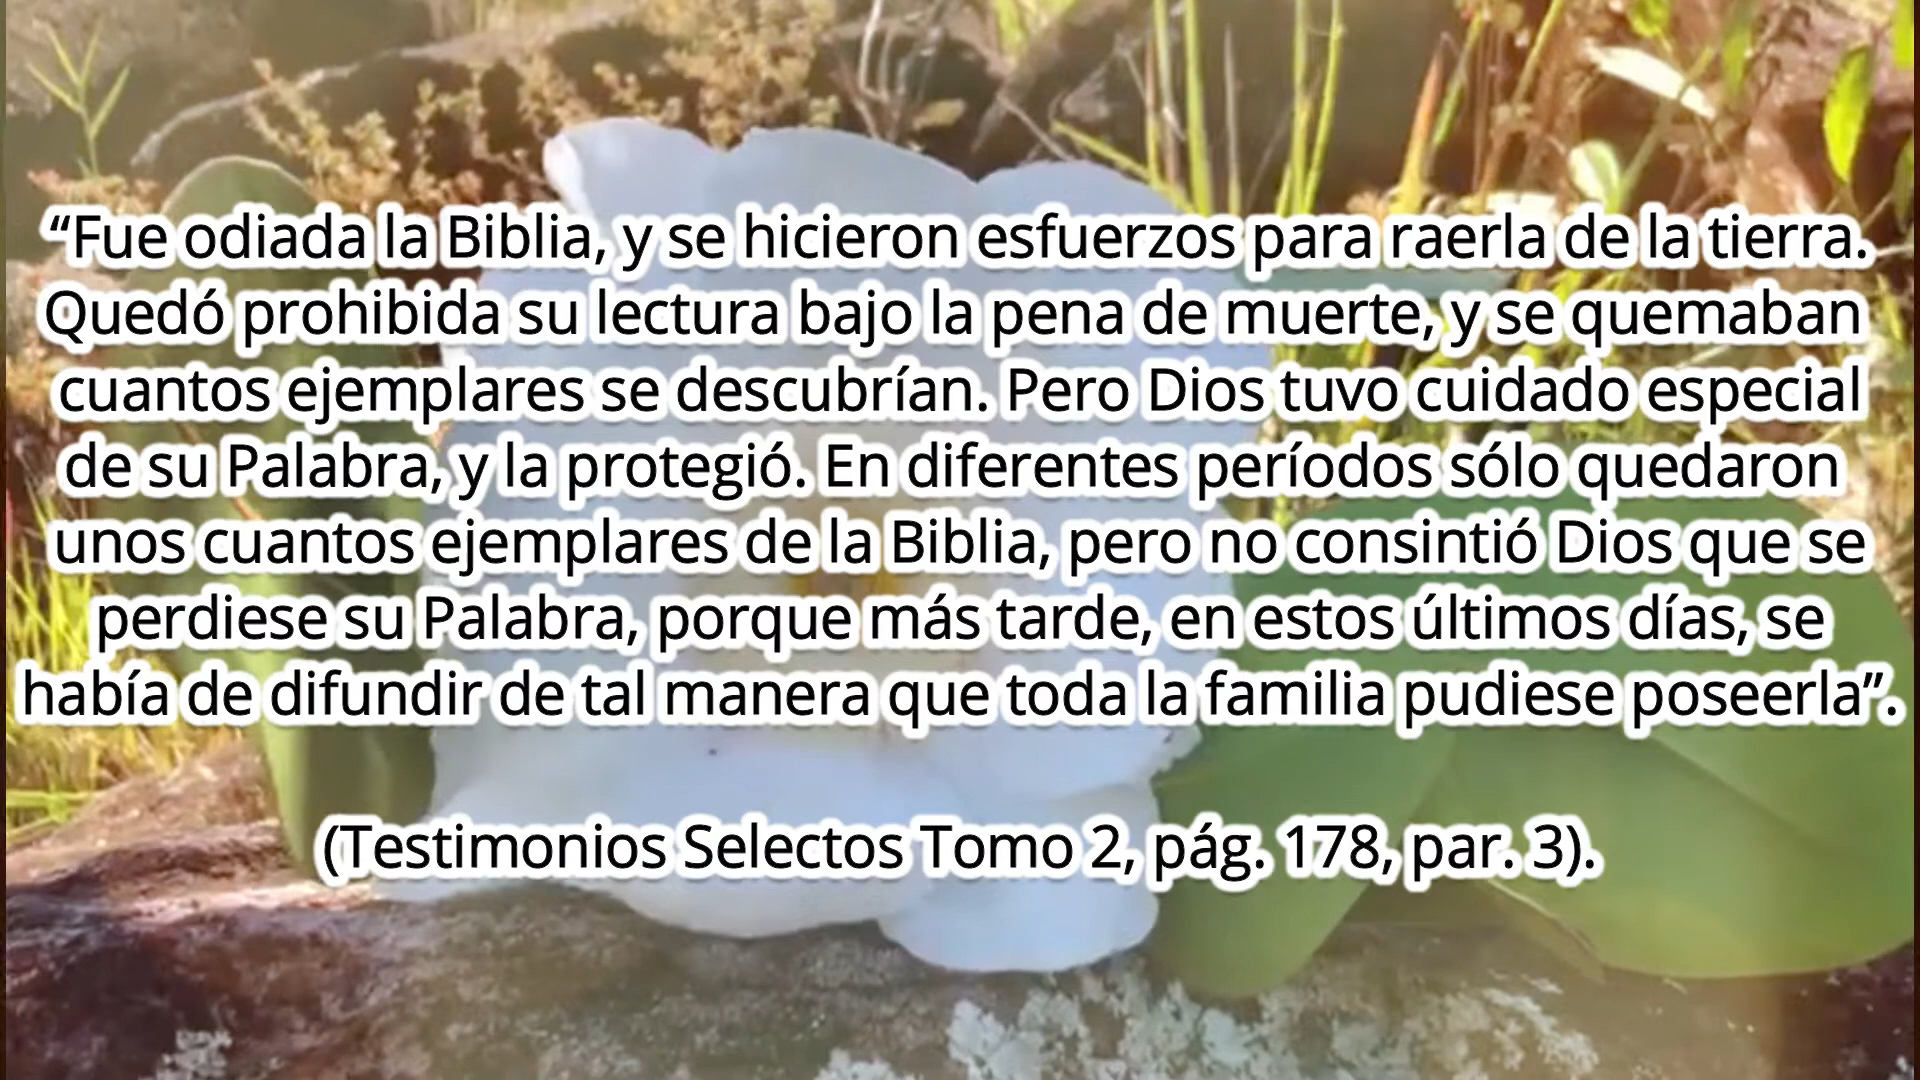 “Fue odiada la Biblia, y se hicieron esfuerzos para raerla de la tierra.
Quedó prohibida su lectura bajo la pena de muerte, y se quemaban
cuantos ejemplares se descubrían. Pero Dios tuvo cuidado especial
de su Palabra, y la protegió. En diferentes períodos sólo quedaron
unos cuantos ejemplares de la Biblia, pero no consintió Dios que se
perdiese su Palabra, porque más tarde, en estos últimos días, se
había de difundir de tal manera que toda la familia pudiese poseerla”.
(Testimonios Selectos Tomo 2, pág. 178, par. 3).